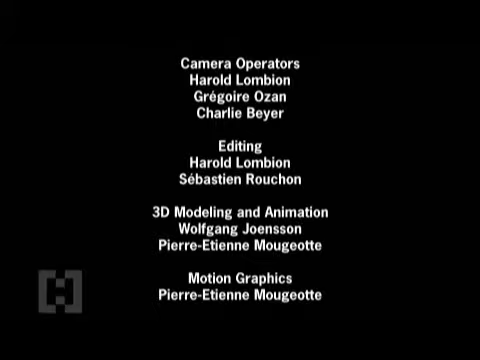 Camera Operators
Harold Lombion
Grégoire Ozan
Charlie Beyer
Editing
Harold Lombion
Sébastien Rouchon
3D Modeling and Animation
Wolfgang Joensson
Pierre-Etienne Mougeotte
Motion Graphics
Pierre-Etienne Mougeotte